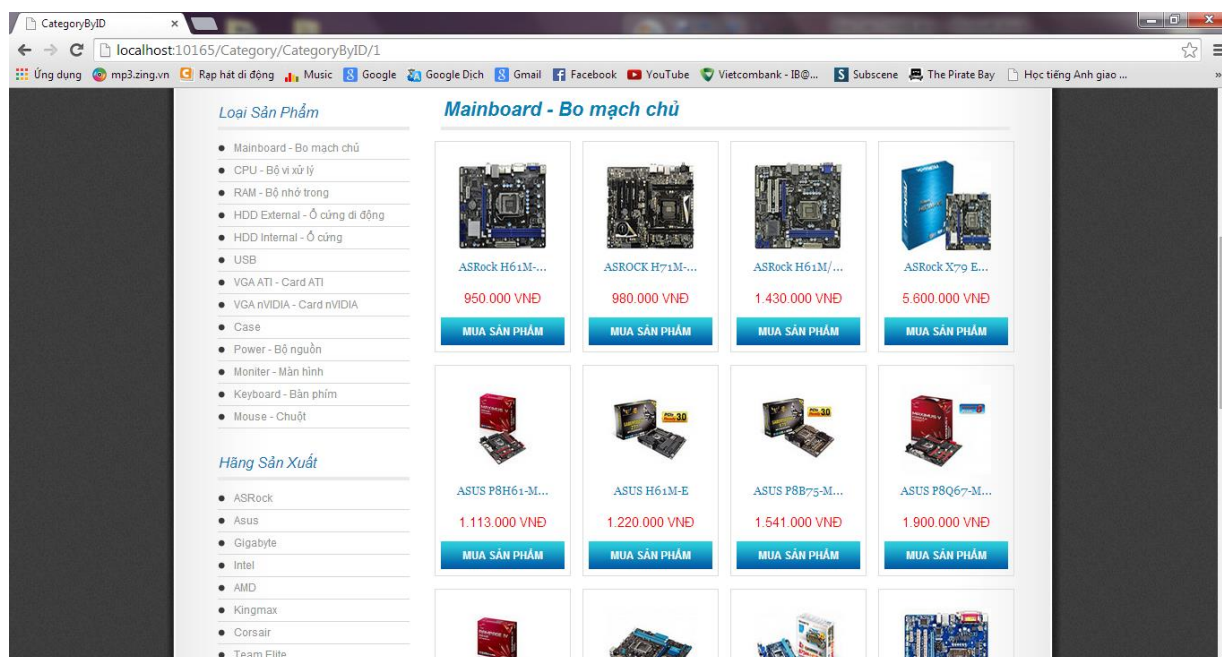 CategoryByID
localhost:10165/Category/CategoryByID/1
Ứng dụng mp3.zing.vn Rạp hát di động Music Google Google Dịch Gmail Facebook YouTube Vietcombank - IB@... Subscene The Pirate Bay Học tiếng Anh giao ... »
Loại Sản Phẩm
Mainboard - Bo mạch chủ
CPU - Bộ vi xử lý
RAM - Bộ nhớ trong
HDD External - Ổ cứng di động
HDD Internal - Ổ cứng
USB
VGA ATI - Card ATI
VGA nVIDIA - Card nVIDIA
Case
Power - Bộ nguồn
Moniter - Màn hình
Keyboard - Bàn phím
Mouse - Chuột
Hãng Sản Xuất
ASRock
Asus
Gigabyte
Intel
AMD
Kingmax
Corsair
Team Elite
Mainboard - Bo mạch chủ
ASRock H61M-... ASROCK H71M-... ASRock H61M/... ASRock X79 E...
950.000 VNĐ 980.000 VNĐ 1.430.000 VNĐ 5.600.000 VNĐ
MUA SẢN PHẨM MUA SẢN PHẨM MUA SẢN PHẨM MUA SẢN PHẨM
ASUS P8H61-M... ASUS H61M-E ASUS P8B75-M... ASUS P8Q67-M...
1.113.000 VNĐ 1.220.000 VNĐ 1.541.000 VNĐ 1.900.000 VNĐ
MUA SẢN PHẨM MUA SẢN PHẨM MUA SẢN PHẨM MUA SẢN PHẨM